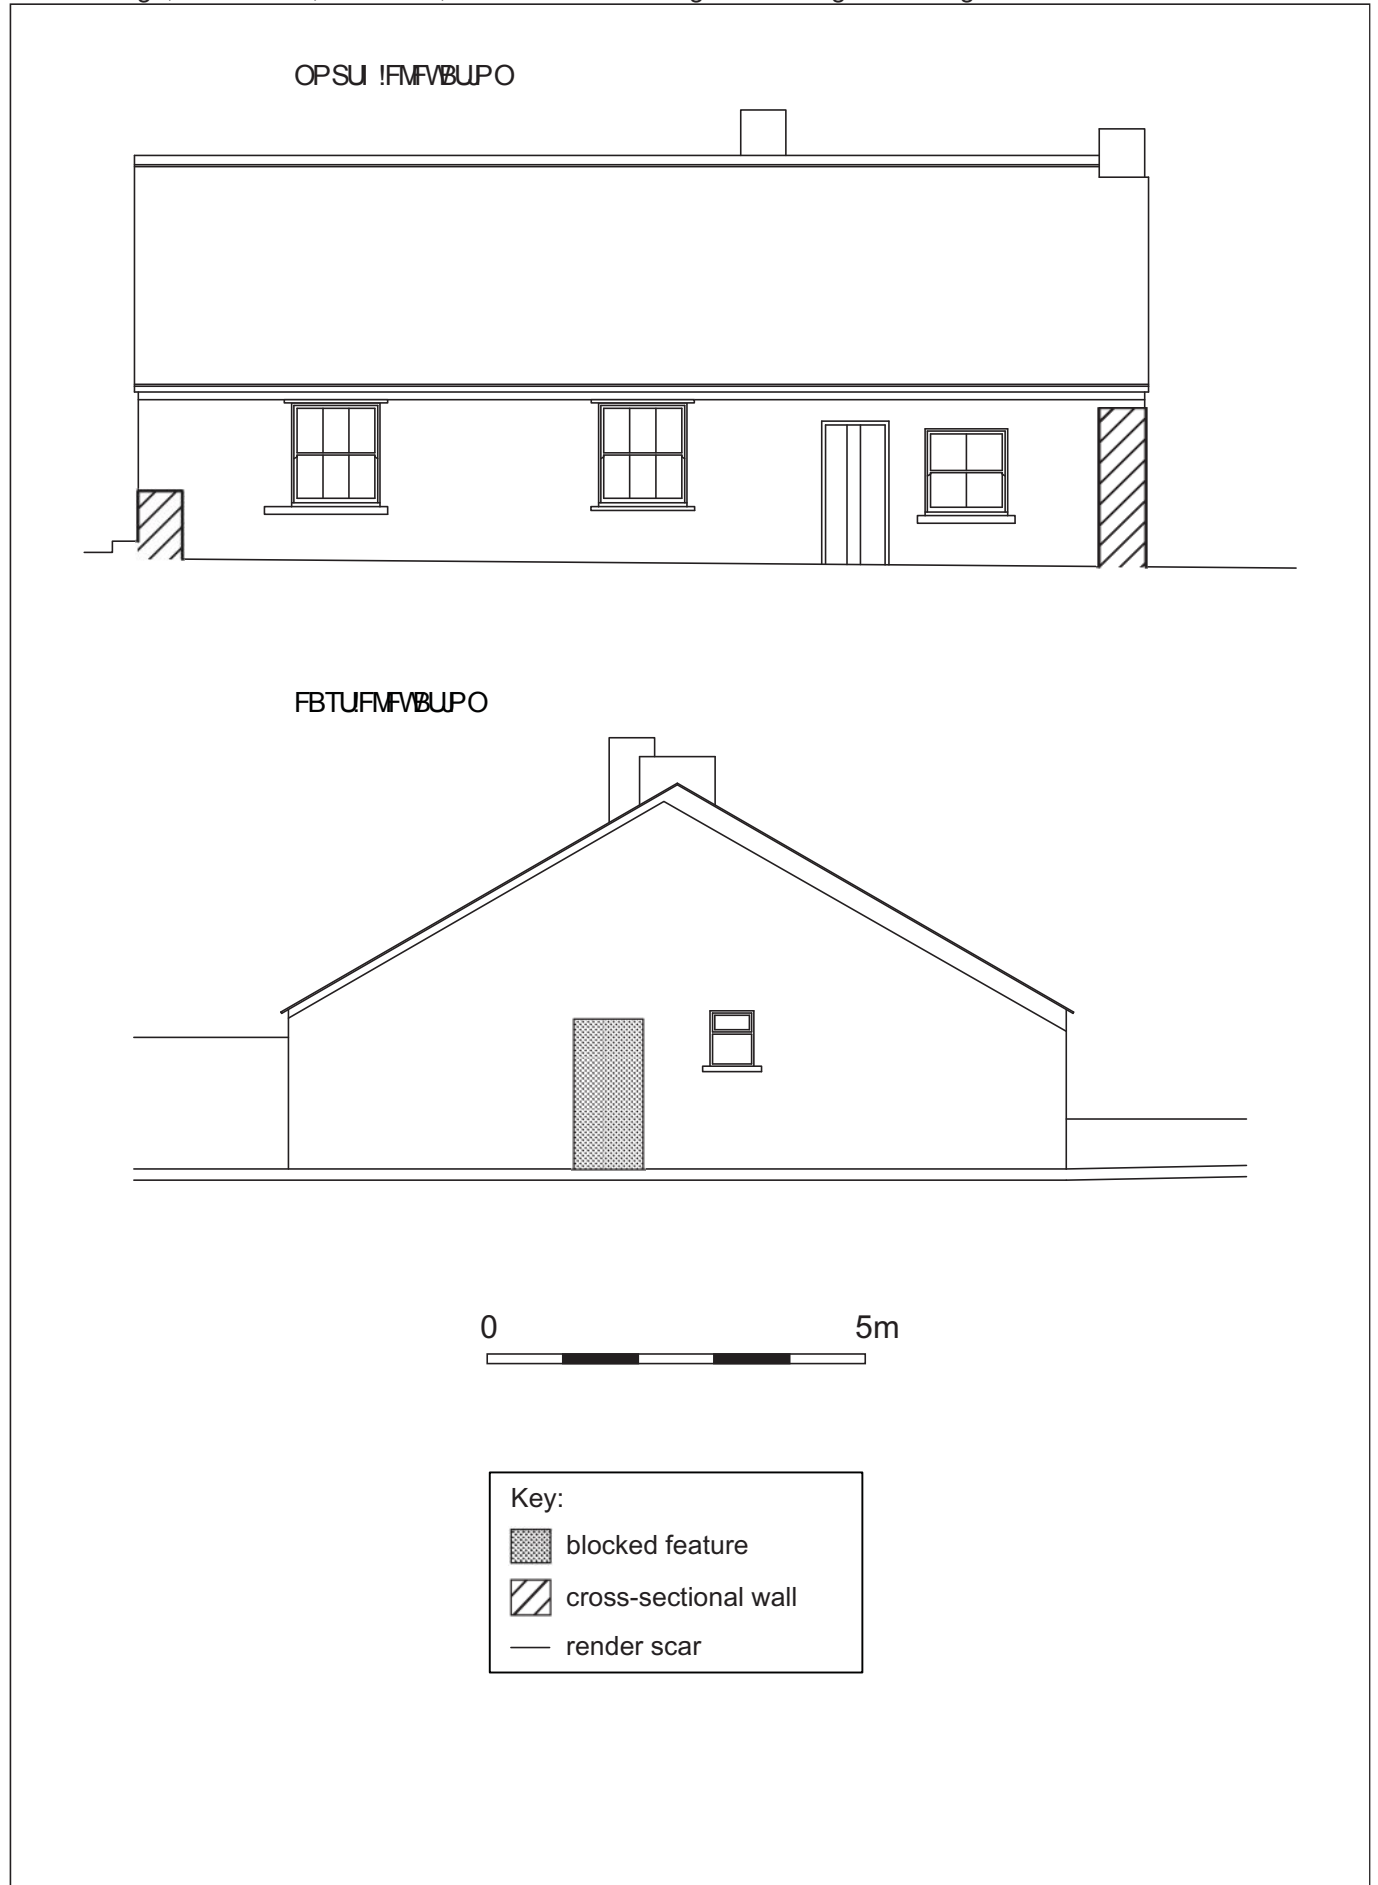 OPSUI !FMFWBUJPO
FBTU!FMFWBUJPO
0 5m
Key:
blocked feature
cross-sectional wall
render scar